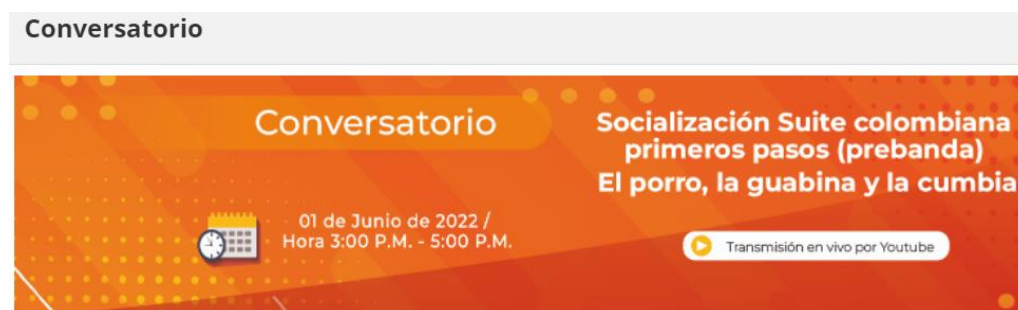 Conversatorio
Conversatorio
01 de Junio de 2022 /
Hora 3:00 P.M. - 5:00 P.M.
Socialización Suite colombiana
primeros pasos (prebanda)
El porro, la guabina y la cumbia
Transmisión en vivo por Youtube